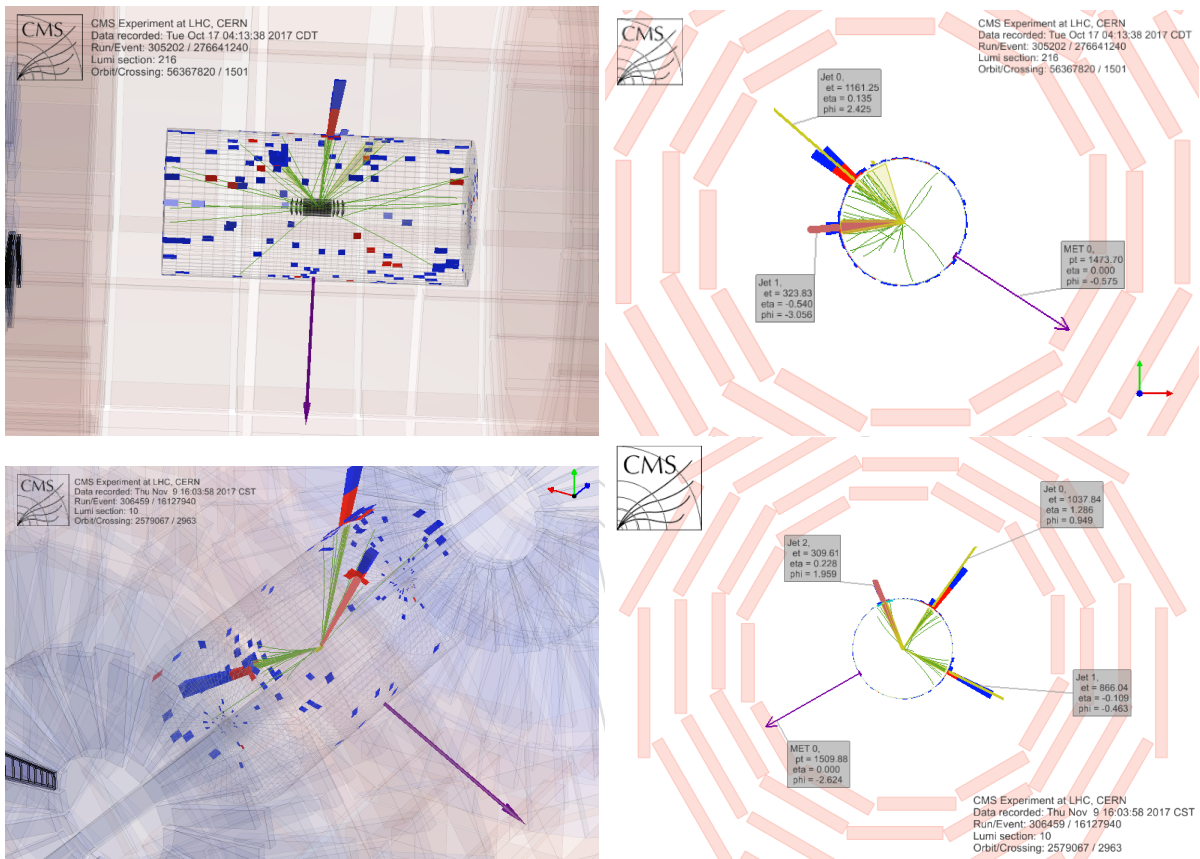 CMS
CMS Experiment at LHC, CERN
Data recorded: Tue Oct 17 04:13:38 2017 CDT
Run/Event: 305202 / 276641240
Lumi section: 216
Orbit/Crossing: 56367820 / 1501
CMS
CMS Experiment at LHC, CERN
Data recorded: Tue Oct 17 04:13:38 2017 CDT
Run/Event: 305202 / 276641240
Lumi section: 216
Orbit/Crossing: 56367820 / 1501
Jet 0,
et = 1161.25
eta = 0.135
phi = 2.425
MET 0,
pt = 1473.70
eta = 0.000
phi = -0.575
Jet 1,
et = 323.83
eta = -0.540
phi = -3.056
CMS
CMS Experiment at LHC, CERN
Data recorded: Thu Nov 9 16:03:58 2017 CST
Run/Event: 306459 / 16127940
Lumi section: 10
Orbit/Crossing: 2579067 / 2963
CMS
Jet 0,
et = 1037.84
eta = 1.286
phi = 0.949
Jet 2,
et = 309.61
eta = 0.228
phi = 1.959
Jet 1,
et = 866.04
eta = -0.109
phi = -0.463
MET 0,
pt = 1509.88
eta = 0.000
phi = -2.624
CMS Experiment at LHC, CERN
Data recorded: Thu Nov 9 16:03:58 2017 CST
Run/Event: 306459 / 16127940
Lumi section: 10
Orbit/Crossing: 2579067 / 2963